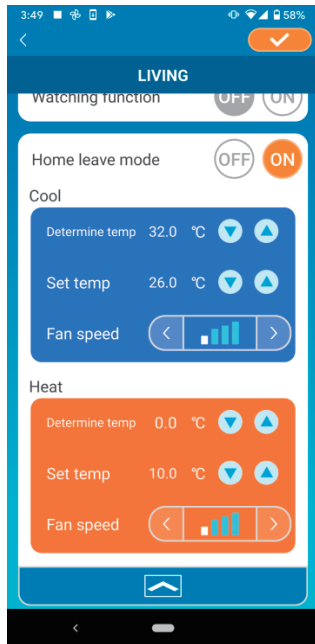 3:49 58%
LIVING
Watching function OFF ON
Home leave mode OFF ON
Cool
Determine temp 32.0 ℃
Set temp 26.0 ℃
Fan speed
Heat
Determine temp 0.0 ℃
Set temp 10.0 ℃
Fan speed